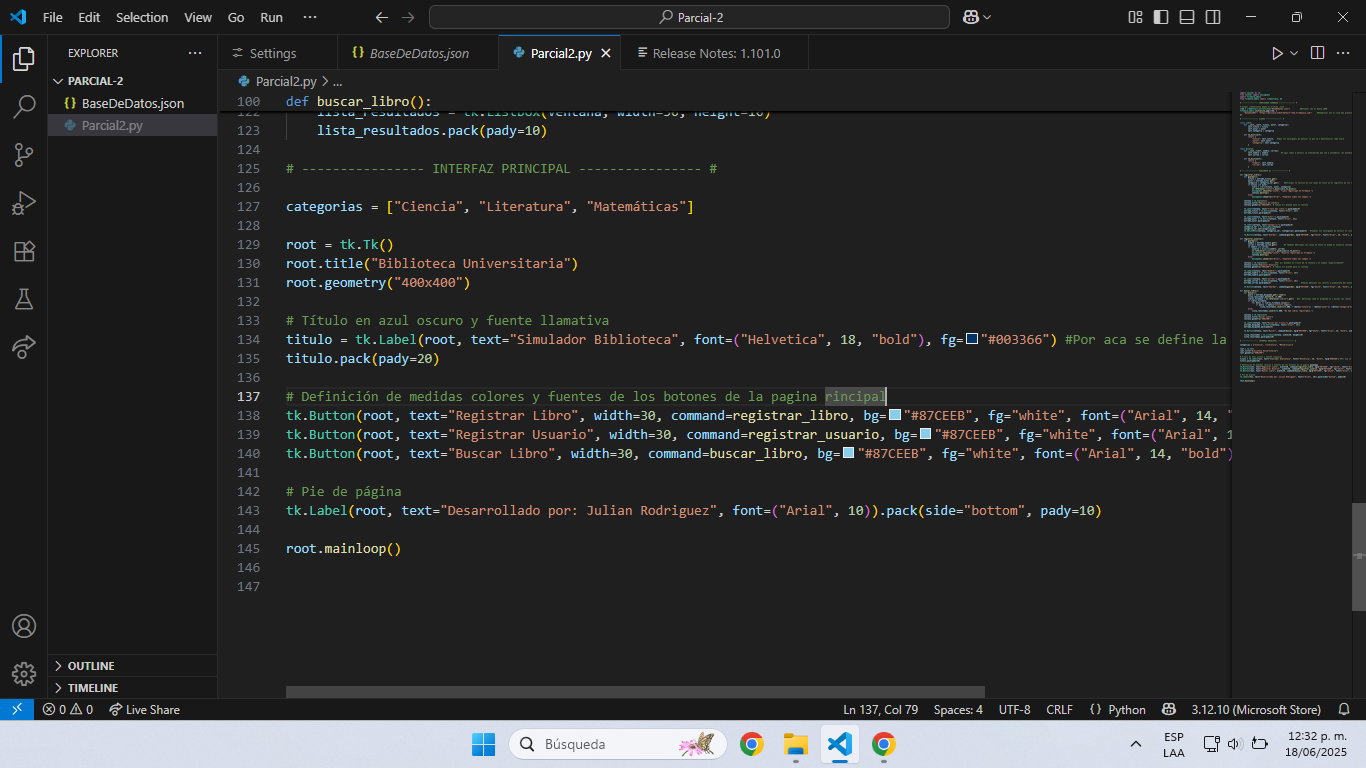 File Edit Selection View Go Run ··· Parcial-2
EXPLORER ···
Settings
BaseDeDatos.json
Parcial2.py
Release Notes: 1.101.0
PARCIAL-2
BaseDeDatos.json
Parcial2.py
Parcial2.py > ...
100 def buscar_libro():
122 lista_resultados = tk.Listbox(ventana, width=50, height=10)
123 lista_resultados.pack(pady=10)
124
125 # ---------------- INTERFAZ PRINCIPAL ---------------- #
126
127 categorias = ["Ciencia", "Literatura", "Matemáticas"]
128
129 root = tk.Tk()
130 root.title("Biblioteca Universitaria")
131 root.geometry("400x400")
132
133 # Título en azul oscuro y fuente llamativa
134 titulo = tk.Label(root, text="Simulador Biblioteca", font=("Helvetica", 18, "bold"), fg="#003366") #Por aca se define la
135 titulo.pack(pady=20)
136
137 # Definición de medidas colores y fuentes de los botones de la pagina rincipal
138 tk.Button(root, text="Registrar Libro", width=30, command=registrar_libro, bg="#87CEEB", fg="white", font=("Arial", 14, "
139 tk.Button(root, text="Registrar Usuario", width=30, command=registrar_usuario, bg="#87CEEB", fg="white", font=("Arial", 1
140 tk.Button(root, text="Buscar Libro", width=30, command=buscar_libro, bg="#87CEEB", fg="white", font=("Arial", 14, "bold")
141
142 # Pie de página
143 tk.Label(root, text="Desarrollado por: Julian Rodriguez", font=("Arial", 10)).pack(side="bottom", pady=10)
144
145 root.mainloop()
146
147
OUTLINE
TIMELINE
0 0 Live Share Ln 137, Col 79 Spaces: 4 UTF-8 CRLF {} Python 3.12.10 (Microsoft Store)
Búsqueda
ESP
LAA
12:32 p. m.
18/06/2025